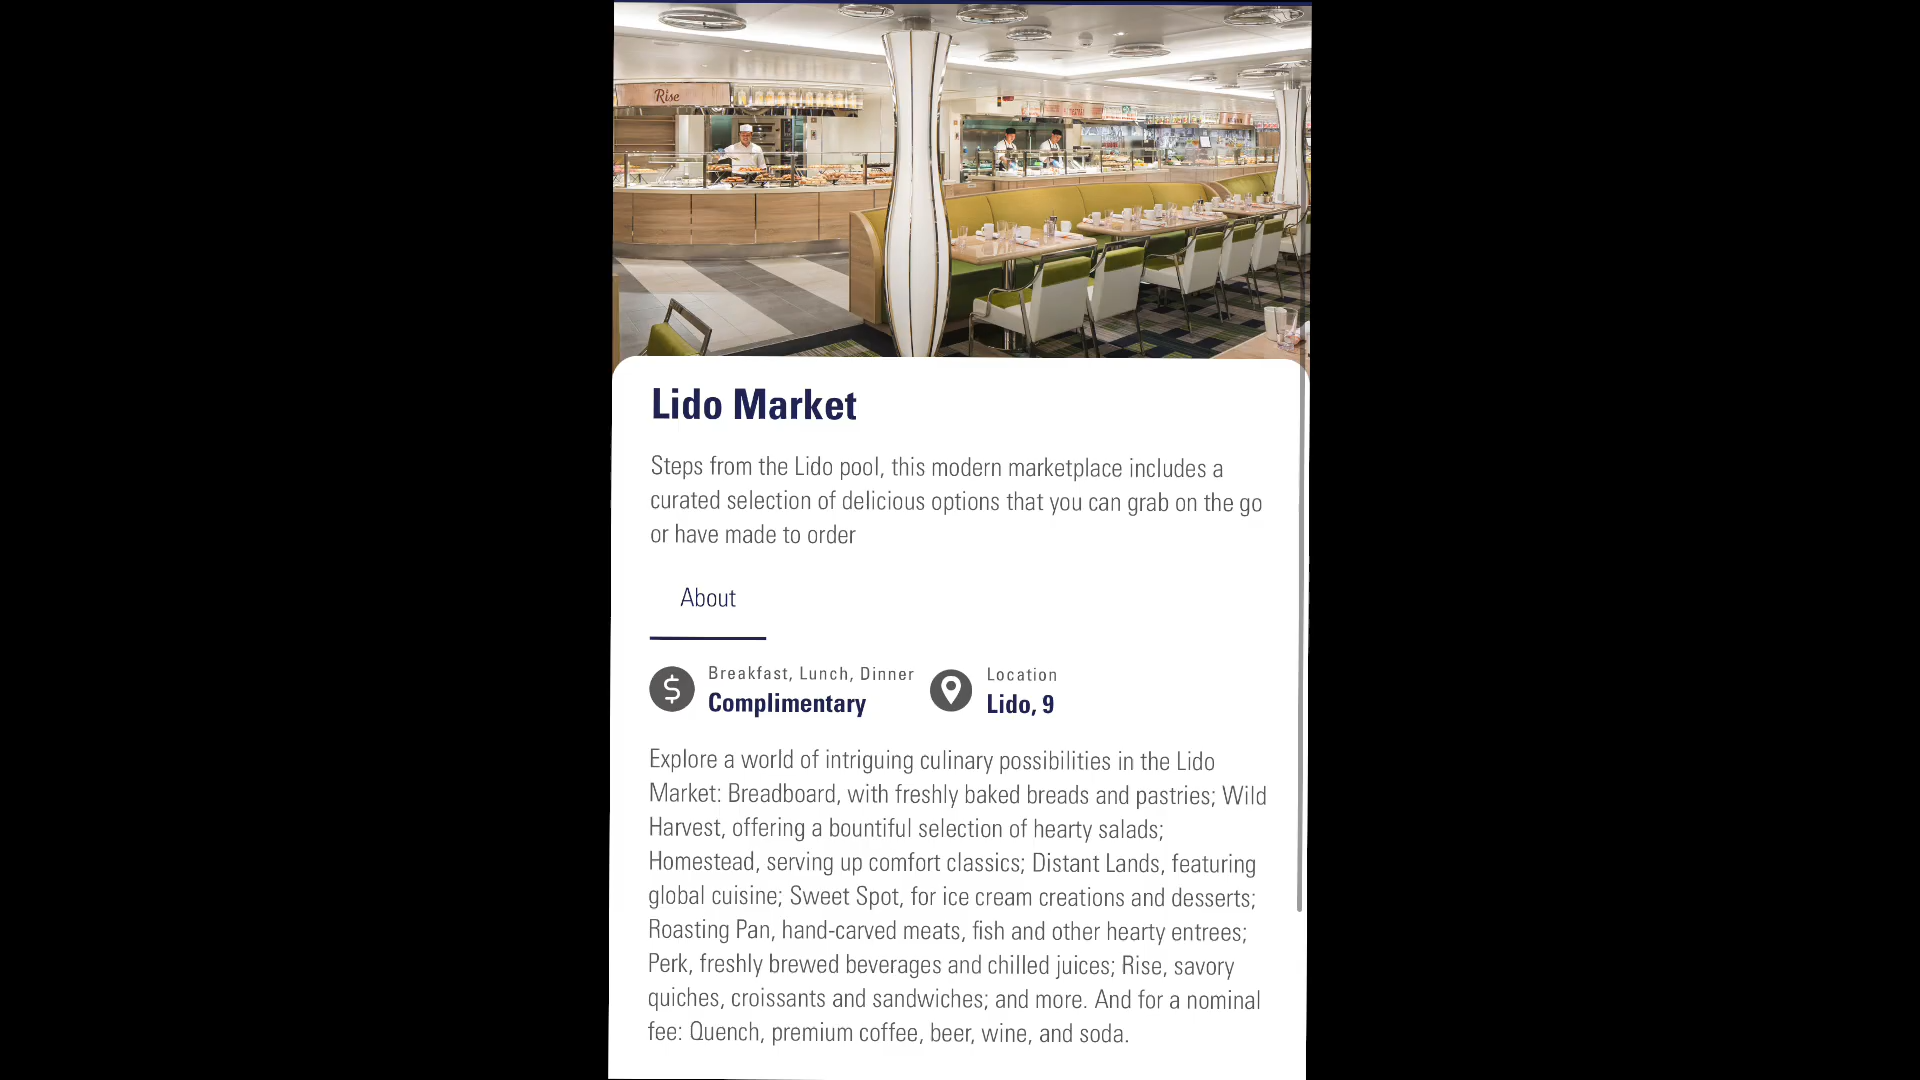 Rise
Lido Market
Steps from the Lido pool, this modern marketplace includes a
curated selection of delicious options that you can grab on the go
or have made to order
About
Breakfast, Lunch, Dinner
Complimentary
Location
Lido, 9
Explore a world of intriguing culinary possibilities in the Lido
Market: Breadboard, with freshly baked breads and pastries; Wild
Harvest, offering a bountiful selection of hearty salads;
Homestead, serving up comfort classics; Distant Lands, featuring
global cuisine; Sweet Spot, for ice cream creations and desserts;
Roasting Pan, hand-carved meats, fish and other hearty entrees;
Perk, freshly brewed beverages and chilled juices; Rise, savory
quiches, croissants and sandwiches; and more. And for a nominal
fee: Quench, premium coffee, beer, wine, and soda.